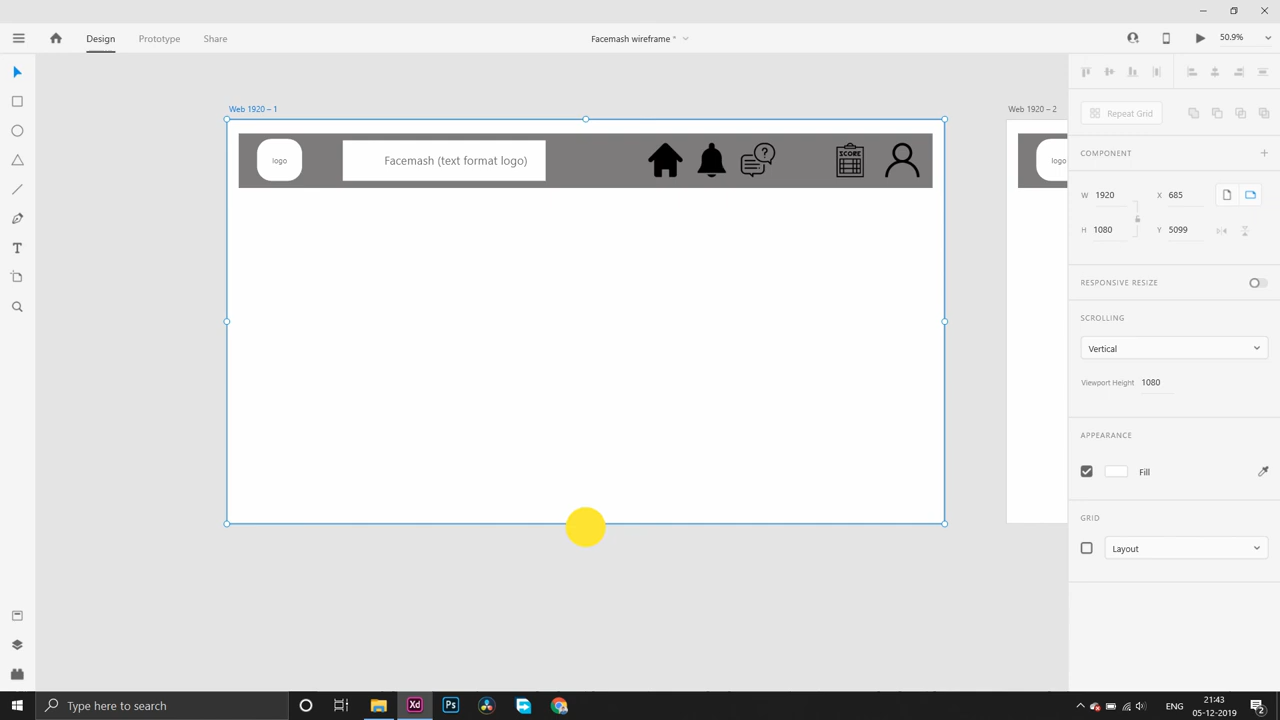 Design
Prototype
Share
Facemash wireframe *
50.9%
Web 1920 – 1
Web 1920 – 2
logo
Facemash (text format logo)
SCORE
logo
Repeat Grid
COMPONENT
W 1920
X 685
H 1080
Y 5099
RESPONSIVE RESIZE
SCROLLING
Vertical
Viewport Height 1080
APPEARANCE
Fill
GRID
Layout
Type here to search
Xd
Ps
ENG
21:43
05-12-2019
2